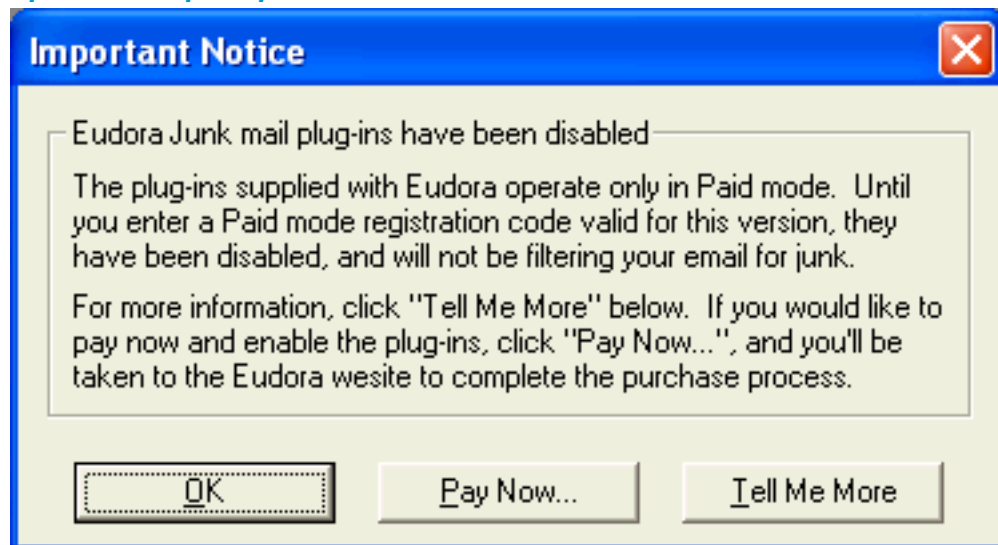 Important Notice
Eudora Junk mail plug-ins have been disabled
The plug-ins supplied with Eudora operate only in Paid mode.  Until
you enter a Paid mode registration code valid for this version, they
have been disabled, and will not be filtering your email for junk.
For more information, click "Tell Me More" below.  If you would like to
pay now and enable the plug-ins, click "Pay Now...", and you'll be
taken to the Eudora wesite to complete the purchase process.
OK
Pay Now...
Tell Me More